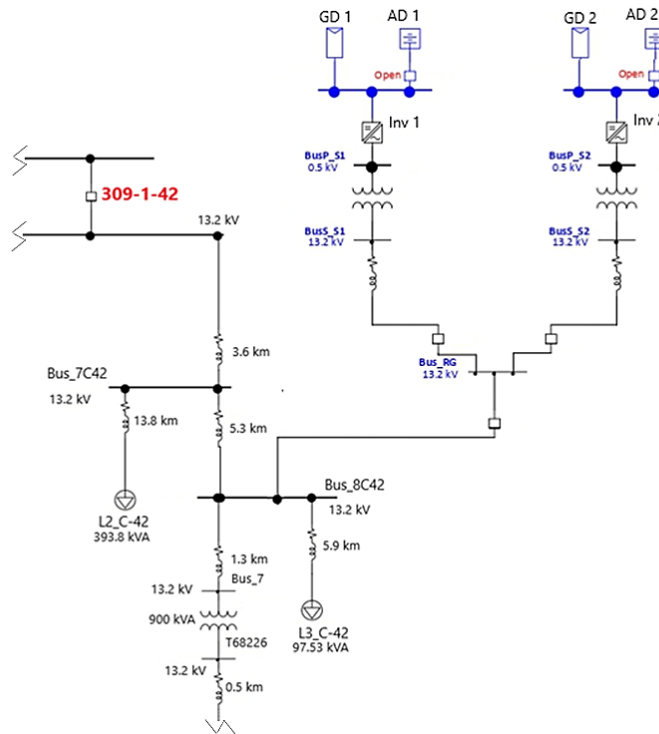 GD 1
AD 1
GD 2
AD 2
Open
Open
Inv 1
Inv
BusP_S1
0.5 kV
BusP_S2
0.5 kV
309-1-42
13.2 kV
BusS_S1
13.2 kV
BusS_S2
13.2 kV
3.6 km
Bus_RG
13.2 kV
Bus_7C42
13.2 kV
13.8 km
5.3 km
Bus_8C42
13.2 kV
L2_C-42
393.8 kVA
5.9 km
1.3 km
Bus_7
13.2 kV
900 kVA
T68226
L3_C-42
97.53 kVA
13.2 kV
0.5 km